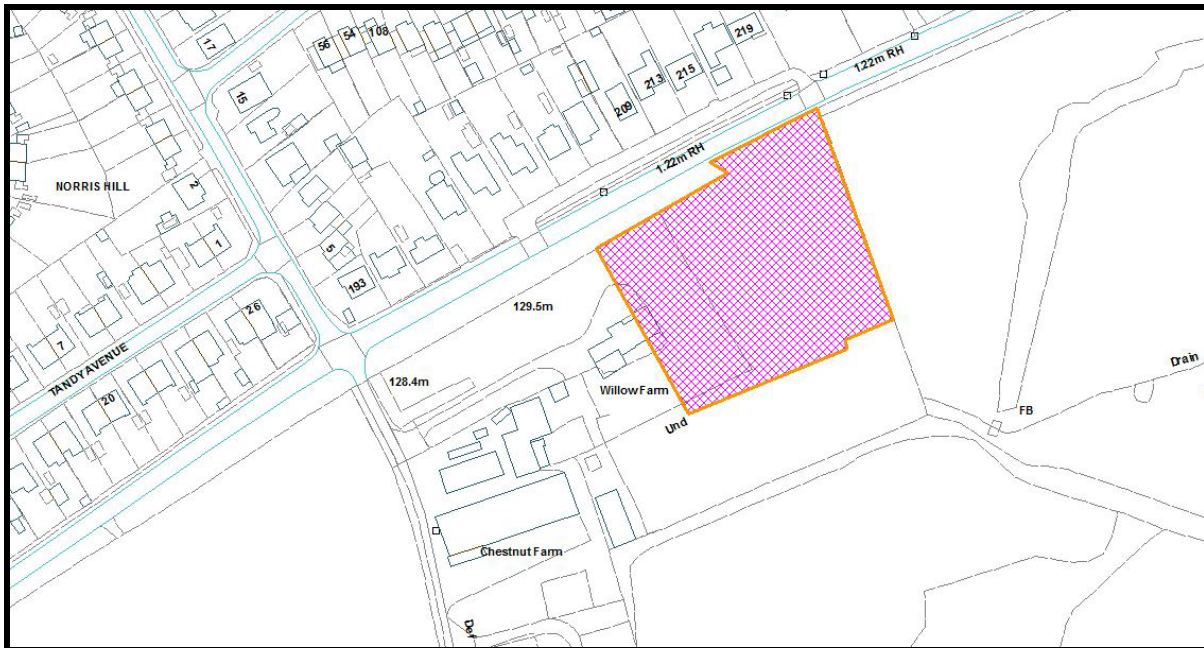 17
56
54
108
219
1.22m RH
15
213
215
209
1.22m RH
NORRIS HILL
2
1
5
193
129.5m
26
7
TANDY AVENUE
128.4m
Willow Farm
Drain
20
Und
FB
Chestnut Farm
Def